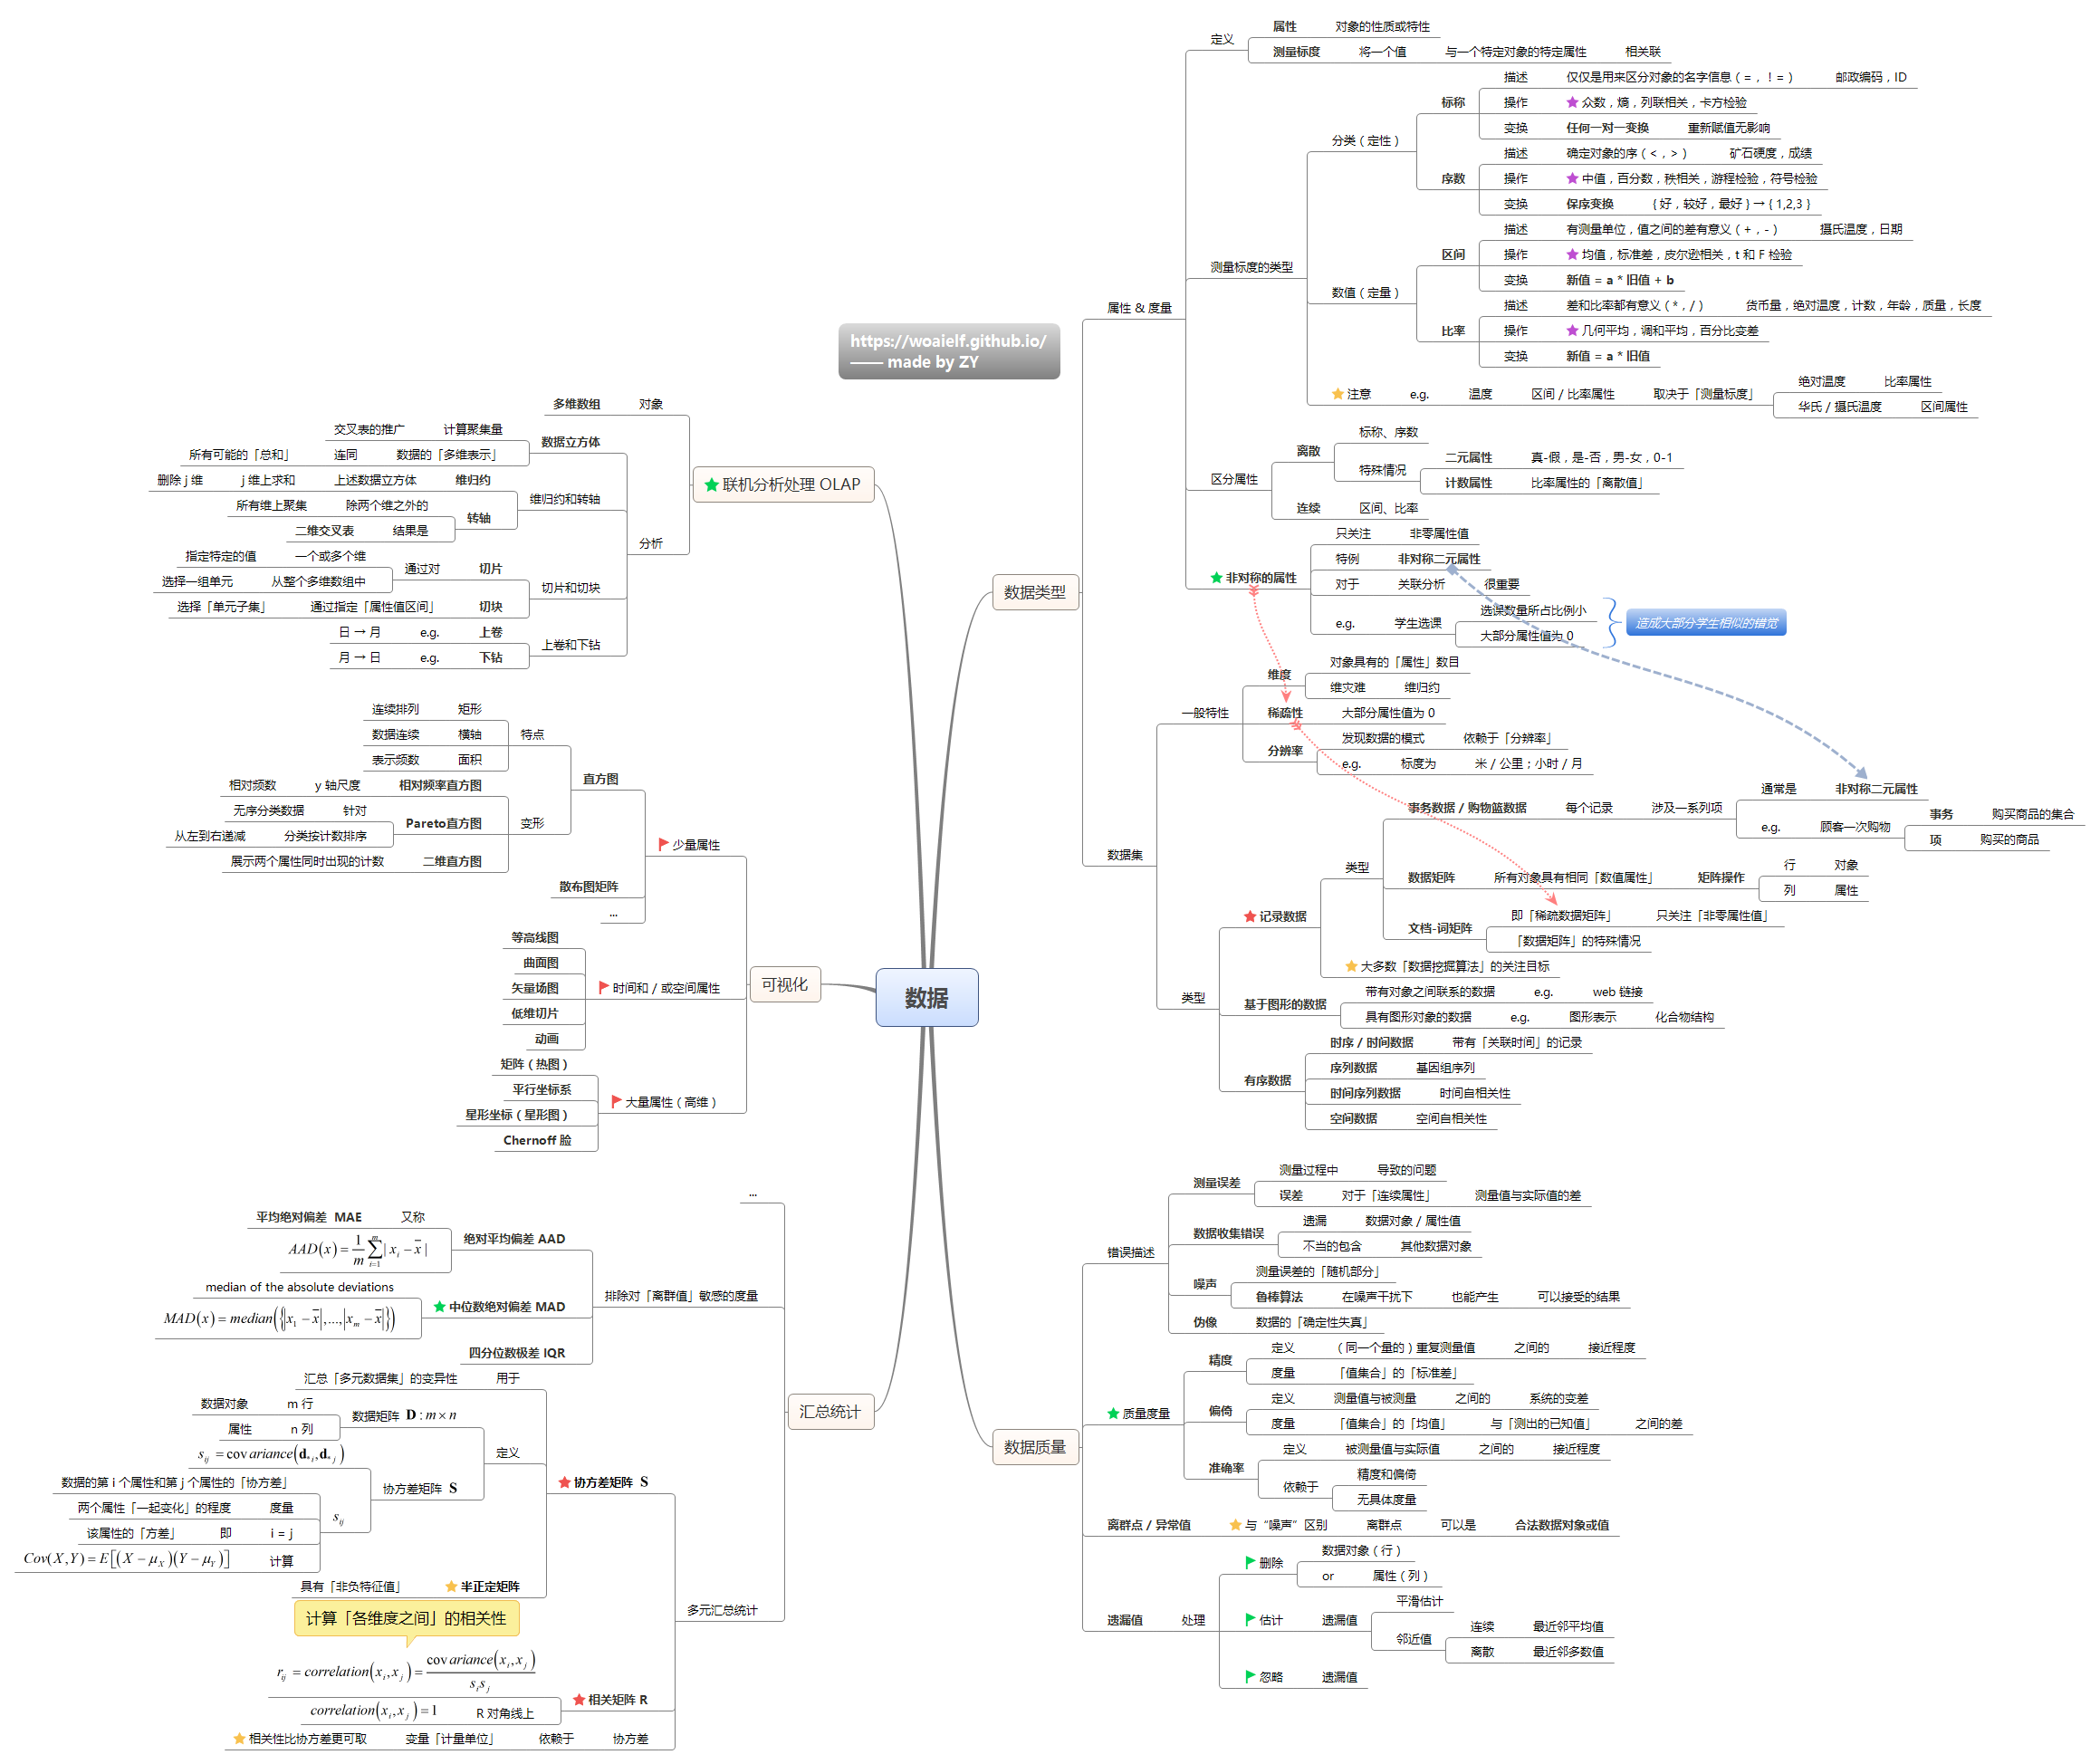 https://woaielf.github.io/
—— made by ZY
数据
数据类型
属性 & 度量
定义
属性 对象的性质或特性
测量标度 将一个值 与一个特定对象的特定属性 相关联
测量标度的类型
分类（定性）
标称
描述 仅仅是用来区分对象的名字信息（=，！=） 邮政编码，ID
操作 众数，熵，列联相关，卡方检验
变换 任何一对一变换 重新赋值无影响
序数
描述 确定对象的序（<，>） 矿石硬度，成绩
操作 中值，百分数，秩相关，游程检验，符号检验
变换 保序变换 { 好，较好，最好 } → { 1,2,3 }
数值（定量）
区间
描述 有测量单位，值之间的差有意义（+，-） 摄氏温度，日期
操作 均值，标准差，皮尔逊相关，t 和 F 检验
变换 新值 = a * 旧值 + b
比率
描述 差和比率都有意义（*，/） 货币量，绝对温度，计数，年龄，质量，长度
操作 几何平均，调和平均，百分比变差
变换 新值 = a * 旧值
注意 e.g. 温度 区间 / 比率属性 取决于「测量标度」
绝对温度 比率属性
华氏 / 摄氏温度 区间属性
区分属性
离散
标称、序数
特殊情况
二元属性 真-假，是-否，男-女，0-1
计数属性 比率属性的「离散值」
连续 区间、比率
非对称的属性
只关注 非零属性值
特例 非对称二元属性
对于 关联分析 很重要
e.g. 学生选课
选课数量所占比例小
大部分属性值为 0
造成大部分学生相似的错觉
数据集
一般特性
维度
对象具有的「属性」数目
维灾难 维归约
稀疏性 大部分属性值为 0
分辨率
发现数据的模式 依赖于「分辨率」
e.g. 标度为 米 / 公里；小时 / 月
类型
记录数据
类型
事务数据 / 购物篮数据 每个记录 涉及一系列项
通常是 非对称二元属性
e.g. 顾客一次购物
事务 购买商品的集合
项 购买的商品
数据矩阵 所有对象具有相同「数值属性」 矩阵操作
行 对象
列 属性
文档-词矩阵
即「稀疏数据矩阵」 只关注「非零属性值」
「数据矩阵」的特殊情况
大多数「数据挖掘算法」的关注目标
基于图形的数据
带有对象之间联系的数据 e.g. web 链接
具有图形对象的数据 e.g. 图形表示 化合物结构
有序数据
时序 / 时间数据 带有「关联时间」的记录
序列数据 基因组序列
时间序列数据 时间自相关性
空间数据 空间自相关性
数据质量
错误描述
测量误差
测量过程中 导致的问题
误差 对于「连续属性」 测量值与实际值的差
数据收集错误
遗漏 数据对象 / 属性值
不当的包含 其他数据对象
噪声
测量误差的「随机部分」
鲁棒算法 在噪声干扰下 也能产生 可以接受的结果
伪像 数据的「确定性失真」
质量度量
精度
定义 （同一个量的）重复测量值 之间的 接近程度
度量 「值集合」的「标准差」
偏倚
定义 测量值与被测量 之间的 系统的变差
度量 「值集合」的「均值」 与「测出的已知值」 之间的差
准确率
定义 被测量值与实际值 之间的 接近程度
依赖于
精度和偏倚
无具体度量
离群点 / 异常值 与“噪声”区别 离群点 可以是 合法数据对象或值
遗漏值 处理
删除
数据对象（行）
or 属性（列）
估计 遗漏值
平滑估计
邻近值
连续 最近邻平均值
离散 最近邻多数值
忽略 遗漏值
联机分析处理 OLAP
多维数组 对象
分析
数据立方体
交叉表的推广 计算聚集量
所有可能的「总和」 连同 数据的「多维表示」
维归约和转轴
删除 j 维 j 维上求和 上述数据立方体 维归约
转轴
所有维上聚集 除两个维之外的
二维交叉表 结果是
切片和切块
通过对 切片
指定特定的值 一个或多个维
选择一组单元 从整个多维数组中
选择「单元子集」 通过指定「属性值区间」 切块
上卷和下钻
日 → 月 e.g. 上卷
月 → 日 e.g. 下钻
可视化
少量属性
直方图
特点
连续排列 矩形
数据连续 横轴
表示频数 面积
变形
相对频数 y 轴尺度 相对频率直方图
Pareto直方图
无序分类数据 针对
从左到右递减 分类按计数排序
展示两个属性同时出现的计数 二维直方图
散布图矩阵
...
时间和 / 或空间属性
等高线图
曲面图
矢量场图
低维切片
动画
大量属性（高维）
矩阵（热图）
平行坐标系
星形坐标（星形图）
Chernoff 脸
汇总统计
...
排除对「离群值」敏感的度量
绝对平均偏差 AAD
平均绝对偏差 MAE 又称
AAD(x) = 1/m ∑_{i=1}^{m} | x_i − x̄ |
中位数绝对偏差 MAD
median of the absolute deviations
MAD(x) = median({|x_1 − x̄|,...,|x_m − x̄|})
四分位数极差 IQR
多元汇总统计
协方差矩阵 S
汇总「多元数据集」的变异性 用于
定义
数据矩阵 D : m × n
数据对象 m 行
属性 n 列
协方差矩阵 S
s_ij = covariance(d_*i, d_*j)
s_ij
数据的第 i 个属性和第 j 个属性的「协方差」
两个属性「一起变化」的程度 度量
该属性的「方差」 即 i = j
Cov(X,Y) = E[(X − μ_X)(Y − μ_Y)] 计算
具有「非负特征值」 半正定矩阵
计算「各维度之间」的相关性
相关矩阵 R
r_ij = correlation(x_i, x_j) = covariance(x_i, x_j) / s_i s_j
correlation(x_i, x_j) = 1 R 对角线上
相关性比协方差更可取 变量「计量单位」 依赖于 协方差